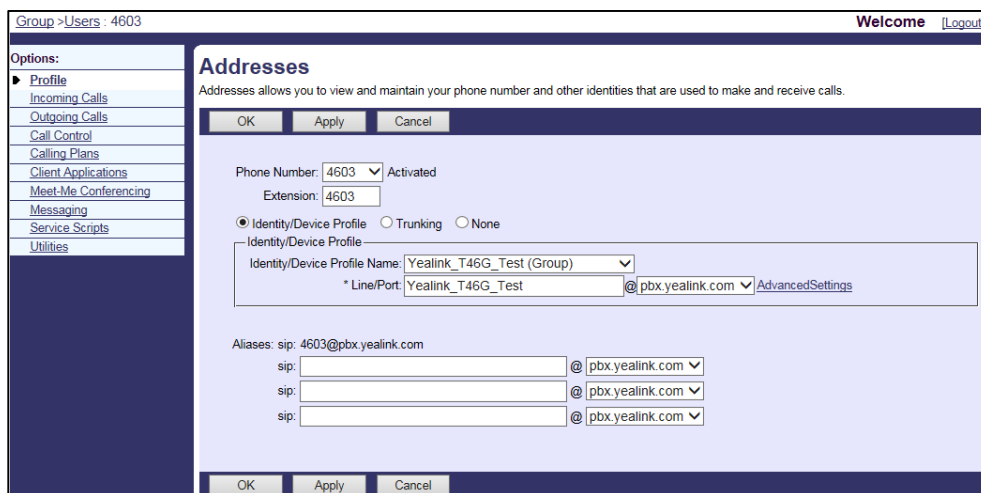 Group >Users : 4603
Welcome [Logout
Options:
Profile
Incoming Calls
Outgoing Calls
Call Control
Calling Plans
Client Applications
Meet-Me Conferencing
Messaging
Service Scripts
Utilities
Addresses
Addresses allows you to view and maintain your phone number and other identities that are used to make and receive calls.
OK Apply Cancel
Phone Number: 4603 Activated
Extension: 4603
Identity/Device Profile Trunking None
Identity/Device Profile
Identity/Device Profile Name: Yealink_T46G_Test (Group)
* Line/Port: Yealink_T46G_Test @ pbx.yealink.com AdvancedSettings
Aliases: sip: 4603@pbx.yealink.com
sip: @ pbx.yealink.com
sip: @ pbx.yealink.com
sip: @ pbx.yealink.com
OK Apply Cancel